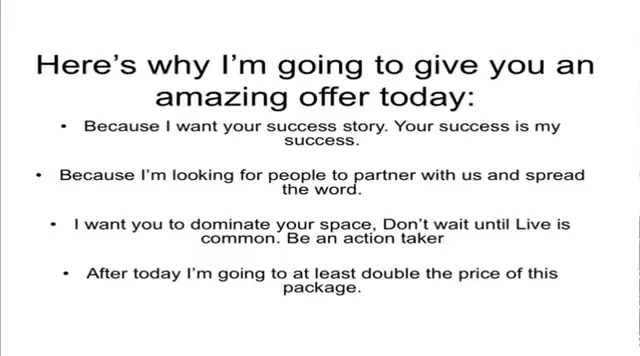 Here's why I'm going to give you an
amazing offer today:
• Because I want your success story. Your success is my
success.
• Because I'm looking for people to partner with us and spread
the word.
• I want you to dominate your space, Don't wait until Live is
common. Be an action taker
• After today I'm going to at least double the price of this
package.